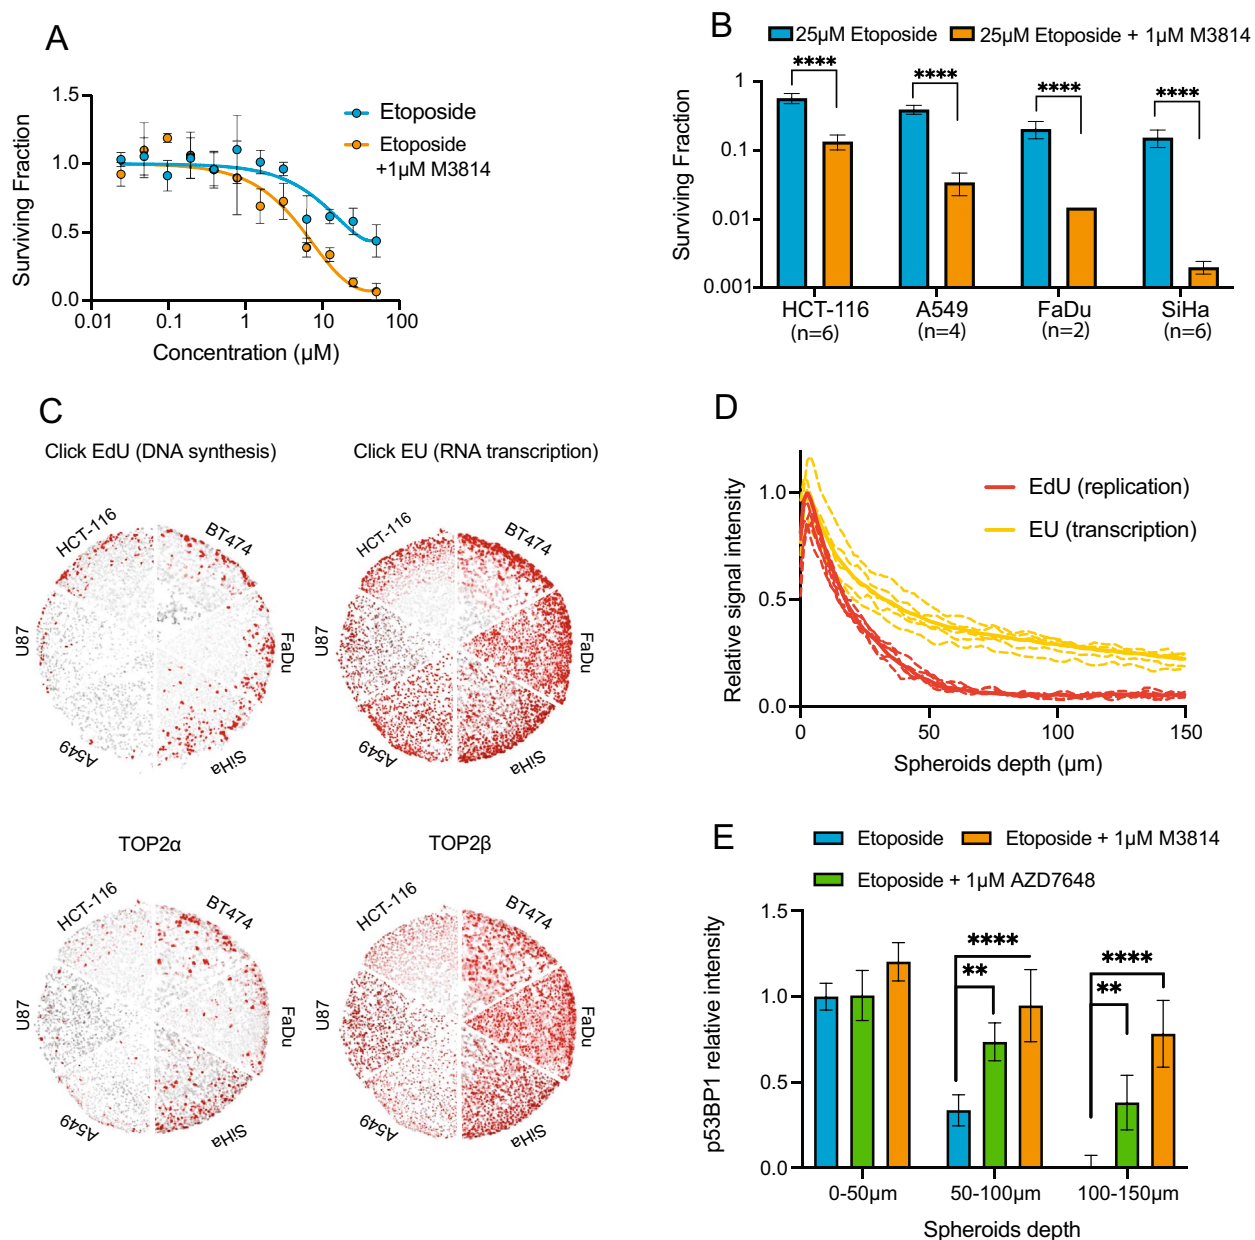 A
1.5
1.0
0.5
0.0
Surviving Fraction
0.01
0.1
1
10
100
Concentration (µM)
Etoposide
Etoposide
+1µM M3814
B
25µM Etoposide
25µM Etoposide + 1µM M3814
1
0.1
0.01
0.001
Surviving Fraction
****
****
****
****
HCT-116
(n=6)
A549
(n=4)
FaDu
(n=2)
SiHa
(n=6)
C
Click EdU (DNA synthesis)
HCT-116
BT474
U87
FaDu
A549
SiHa
Click EU (RNA transcription)
HCT-116
BT474
U87
FaDu
A549
SiHa
TOP2α
HCT-116
BT474
U87
FaDu
A549
SiHa
TOP2β
HCT-116
BT474
U87
FaDu
A549
SiHa
D
1.0
0.5
0.0
Relative signal intensity
EdU (replication)
EU (transcription)
0
50
100
150
Spheroids depth (µm)
E
Etoposide
Etoposide + 1µM M3814
Etoposide + 1µM AZD7648
1.5
1.0
0.5
0.0
p53BP1 relative intensity
****
**
****
**
0-50µm
50-100µm
100-150µm
Spheroids depth